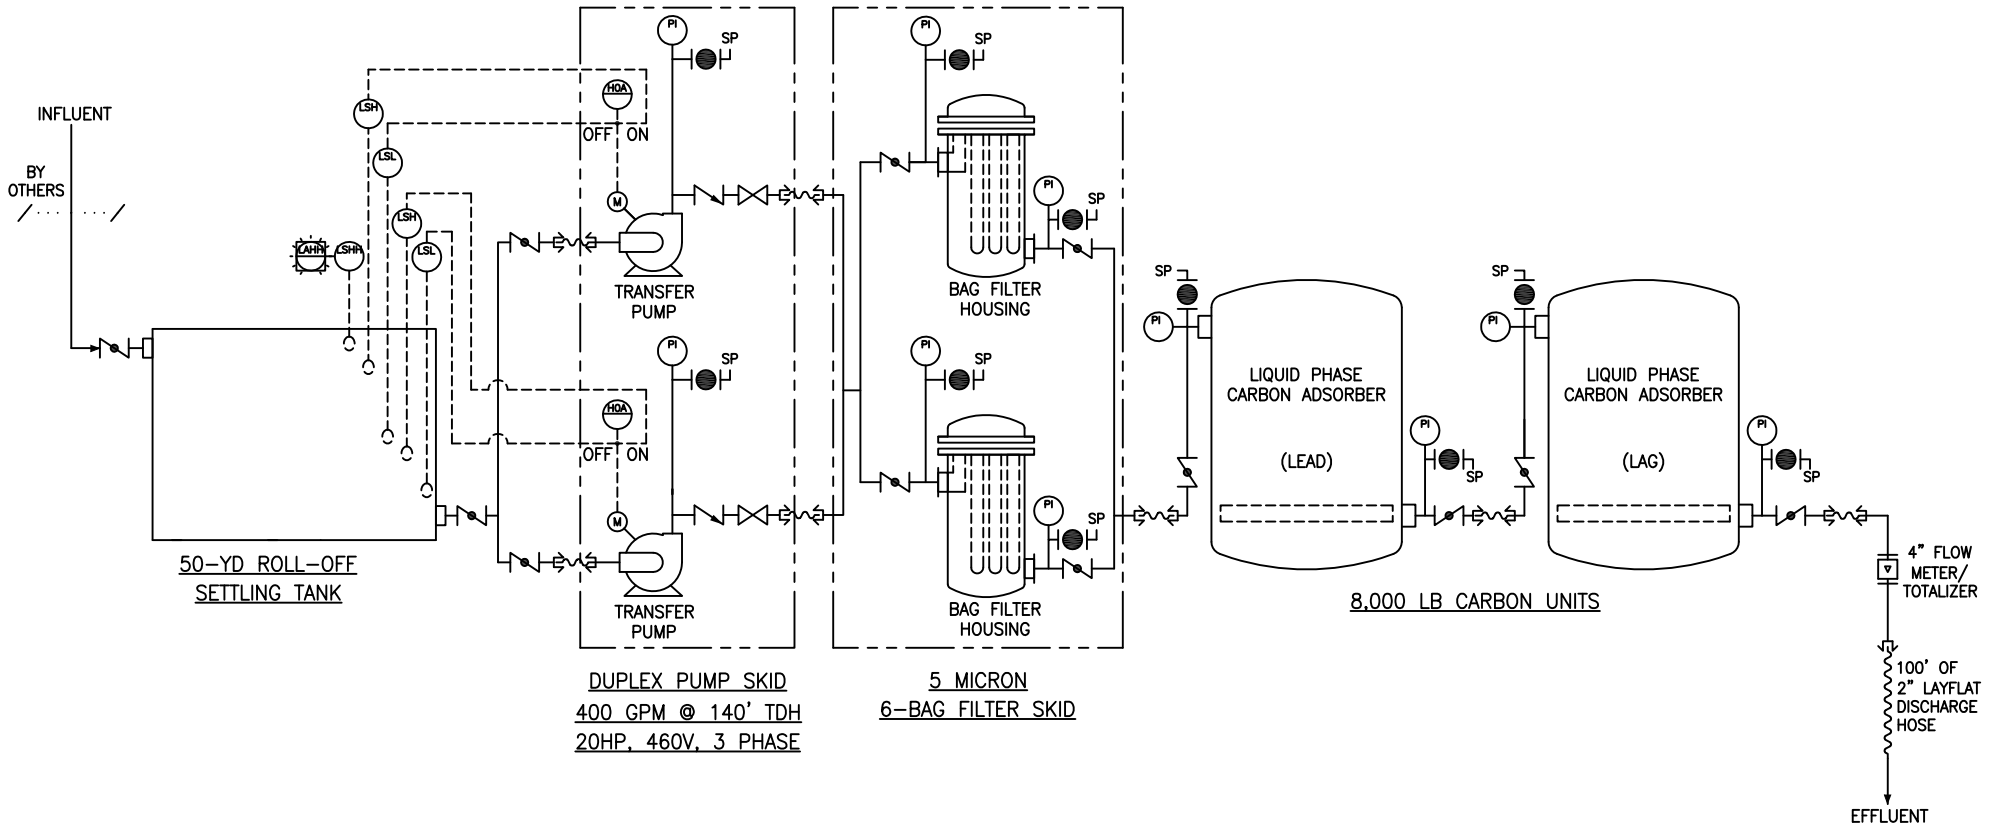 INFLUENT
BY
OTHERS
LAHH
LSHH
LSH
LSL
LSH
LSL
50-YD ROLL-OFF
SETTLING TANK
PI
SP
HOA
OFF ON
M
TRANSFER
PUMP
PI
SP
HOA
OFF ON
M
TRANSFER
PUMP
DUPLEX PUMP SKID
400 GPM @ 140' TDH
20HP, 460V, 3 PHASE
PI
SP
PI
SP
BAG FILTER
HOUSING
PI
SP
PI
SP
BAG FILTER
HOUSING
5 MICRON
6-BAG FILTER SKID
SP
PI
LIQUID PHASE
CARBON ADSORBER
(LEAD)
PI
SP
SP
PI
LIQUID PHASE
CARBON ADSORBER
(LAG)
PI
SP
8,000 LB CARBON UNITS
4" FLOW
METER/
TOTALIZER
100' OF
2" LAYFLAT
DISCHARGE
HOSE
EFFLUENT